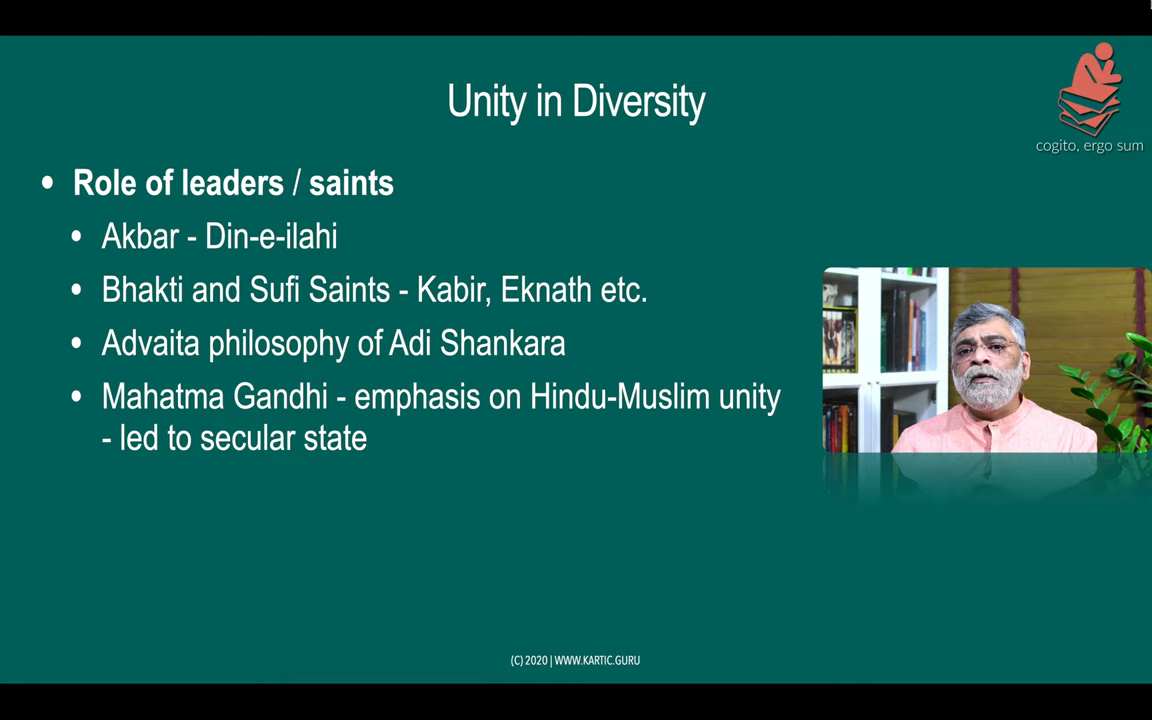 cogito, ergo sum
Unity in Diversity
• Role of leaders / saints
• Akbar - Din-e-ilahi
• Bhakti and Sufi Saints - Kabir, Eknath etc.
• Advaita philosophy of Adi Shankara
• Mahatma Gandhi - emphasis on Hindu-Muslim unity
- led to secular state
(C) 2020 | WWW.KARTIC.GURU